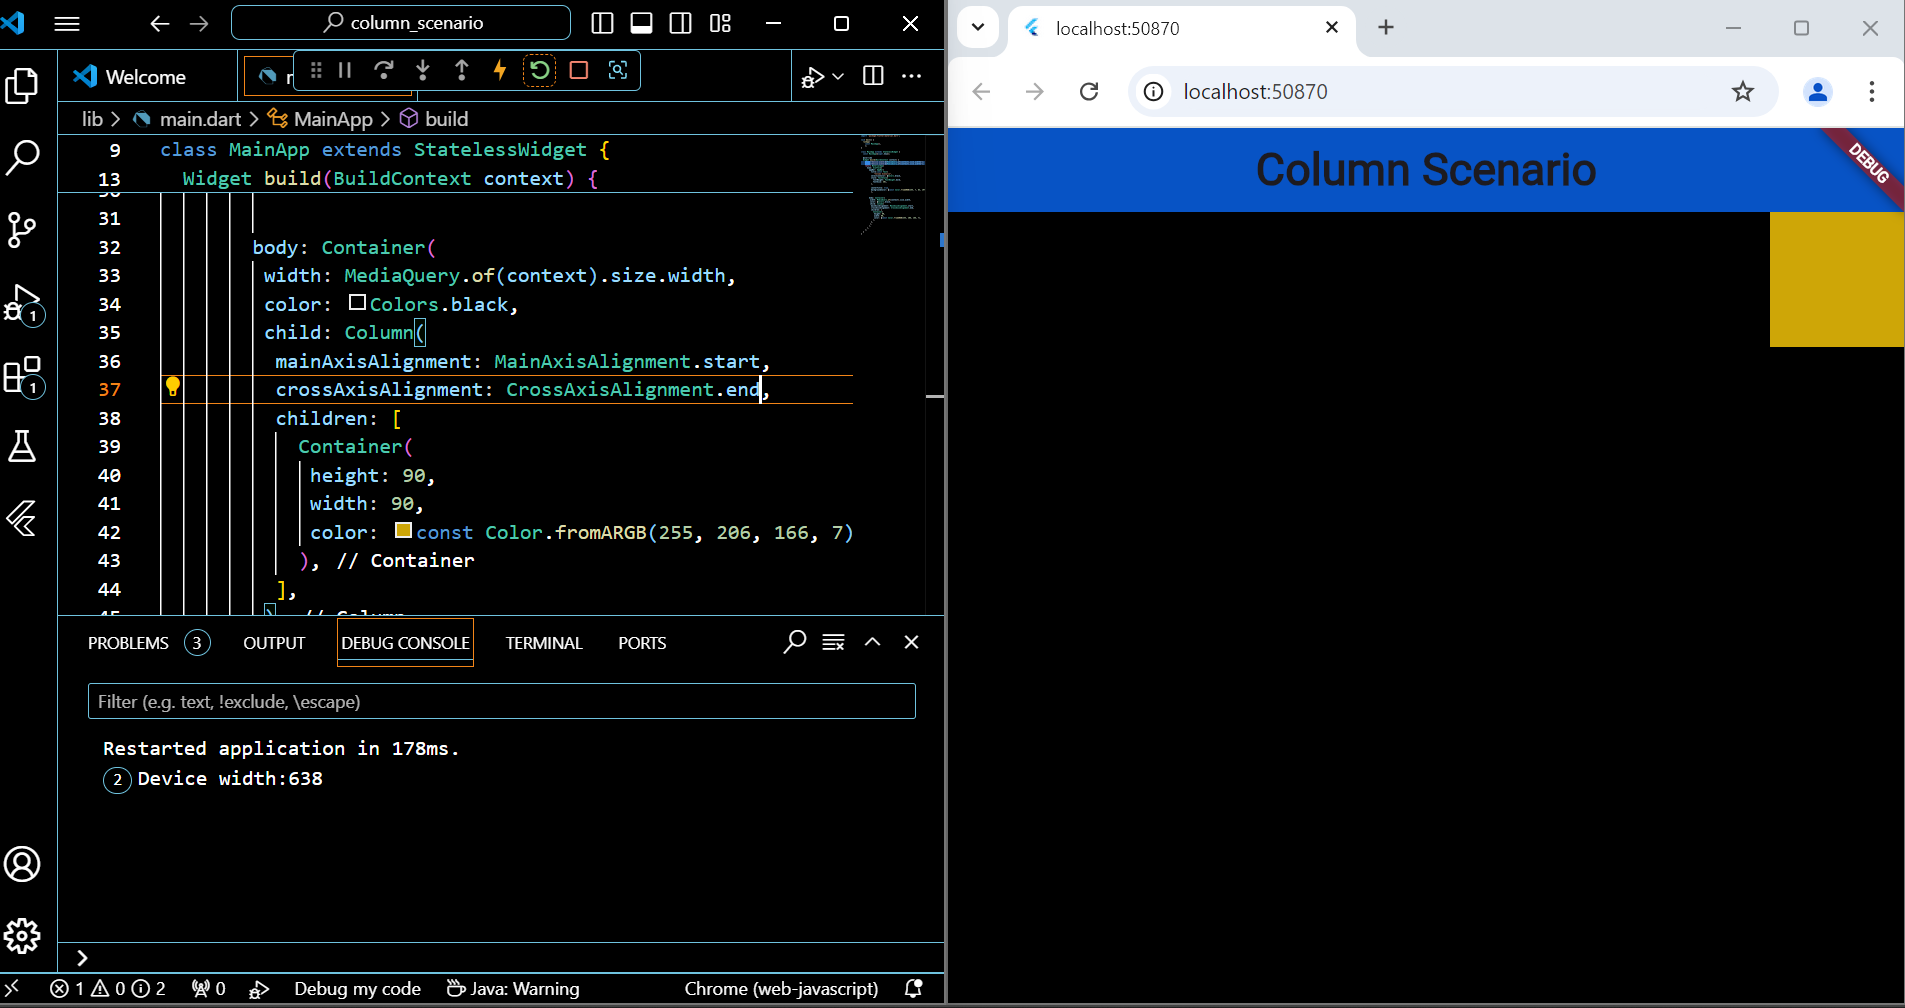 column_scenario
Welcome
lib > main.dart > MainApp > build
9 class MainApp extends StatelessWidget {
13 Widget build(BuildContext context) {
31
32 body: Container(
33 width: MediaQuery.of(context).size.width,
34 color: Colors.black,
35 child: Column(
36 mainAxisAlignment: MainAxisAlignment.start,
37 crossAxisAlignment: CrossAxisAlignment.end,
38 children: [
39 Container(
40 height: 90,
41 width: 90,
42 color: const Color.fromARGB(255, 206, 166, 7)
43 ), // Container
44 ],
PROBLEMS 3 OUTPUT DEBUG CONSOLE TERMINAL PORTS
Filter (e.g. text, !exclude, \escape)
Restarted application in 178ms.
2 Device width:638
1
1
1 0 2 0 Debug my code Java: Warning Chrome (web-javascript)
localhost:50870
localhost:50870
Column Scenario
DEBUG